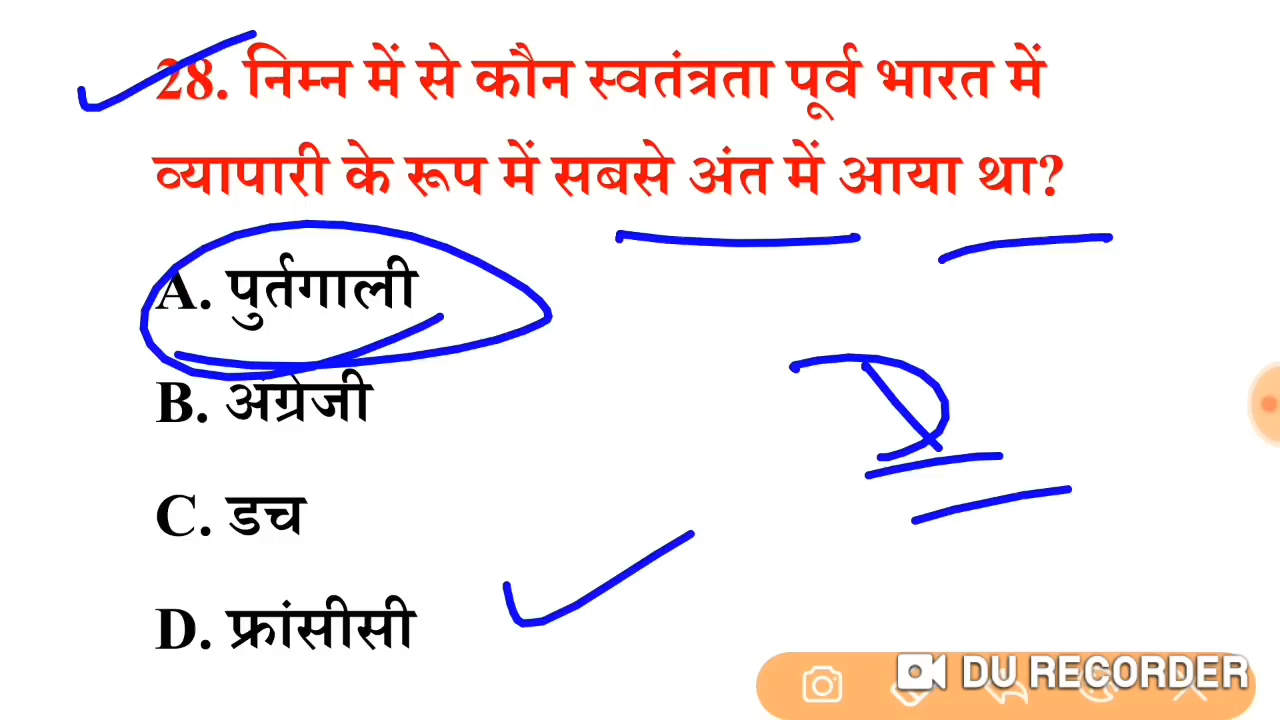 28. निम्न में से कौन स्वतंत्रता पूर्व भारत में
व्यापारी के रूप में सबसे अंत में आया था?
A. पुर्तगाली
B. अंग्रेजी
C. डच
D. फ्रांसीसी
D
DU RECORDER